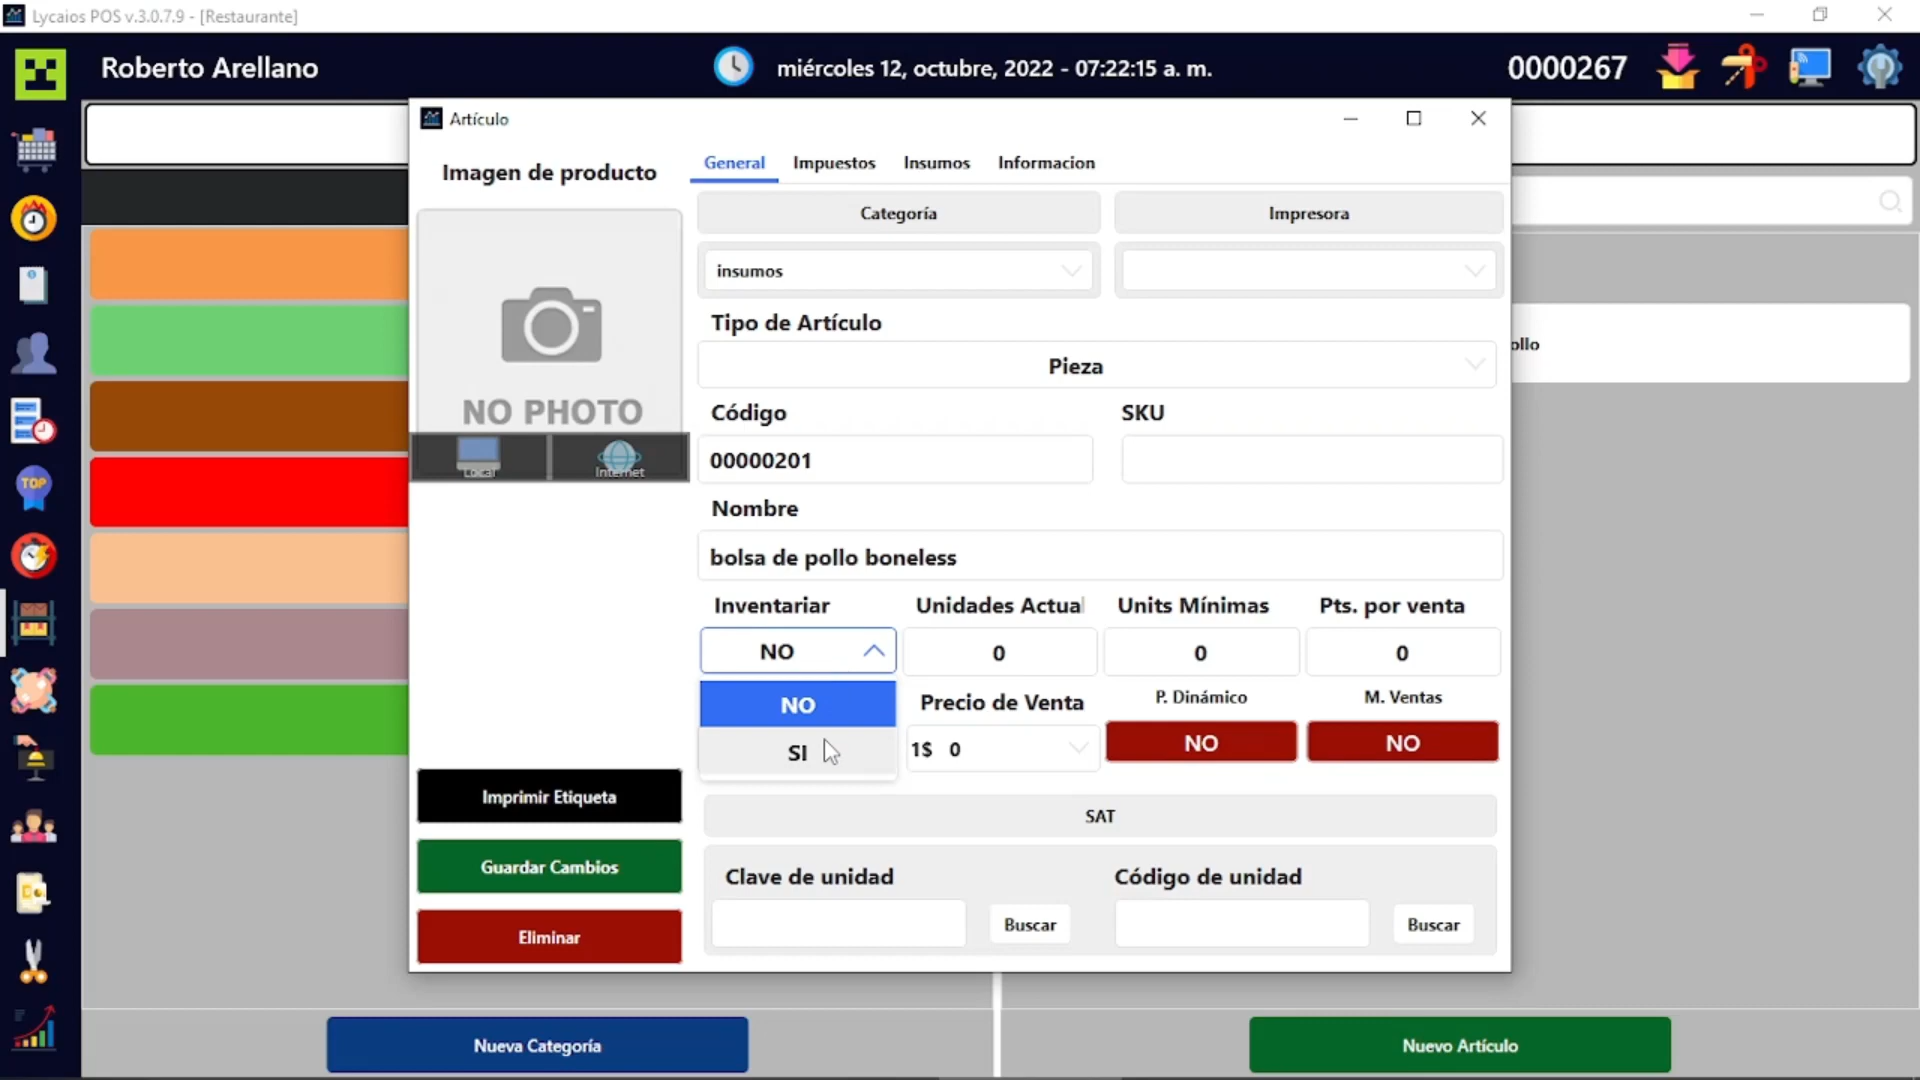 Lycaios POS v.3.0.7.9 - [Restaurante]
Roberto Arellano
miércoles 12, octubre, 2022 - 07:22:15 a. m.
0000267
Artículo
Imagen de producto
General Impuestos Insumos Informacion
Categoría Impresora
insumos
Tipo de Artículo
Pieza
ollo
NO PHOTO
Local Internet
Código SKU
00000201
Nombre
bolsa de pollo boneless
Inventariar Unidades Actual Units Mínimas Pts. por venta
NO 0 0 0
NO
SI
Precio de Venta P. Dinámico M. Ventas
1$ 0 NO NO
Imprimir Etiqueta
Guardar Cambios
Eliminar
SAT
Clave de unidad Código de unidad
Buscar Buscar
TOP
Nueva Categoría Nuevo Artículo